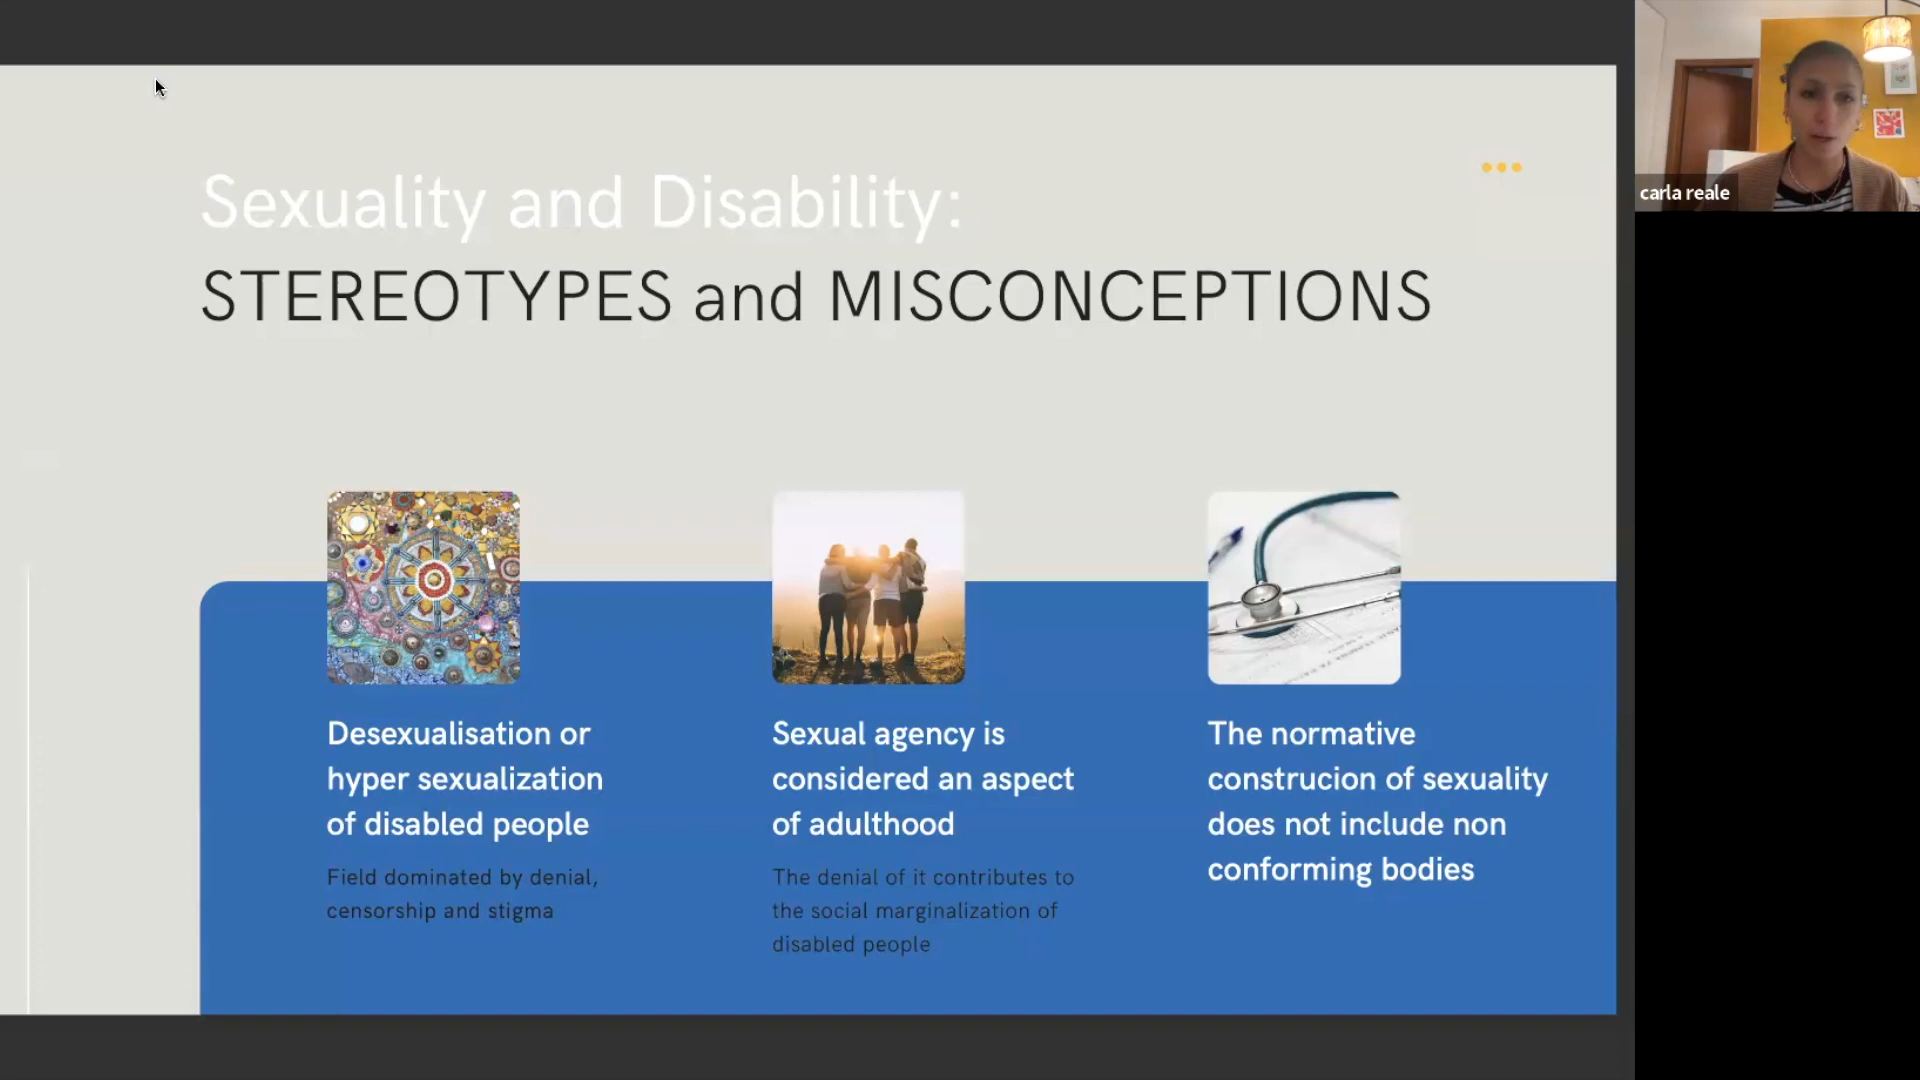 Sexuality and Disability:
STEREOTYPES and MISCONCEPTIONS
carla reale
Desexualisation or
hyper sexualization
of disabled people
Field dominated by denial,
censorship and stigma
Sexual agency is
considered an aspect
of adulthood
The denial of it contributes to
the social marginalization of
disabled people
The normative
construcion of sexuality
does not include non
conforming bodies